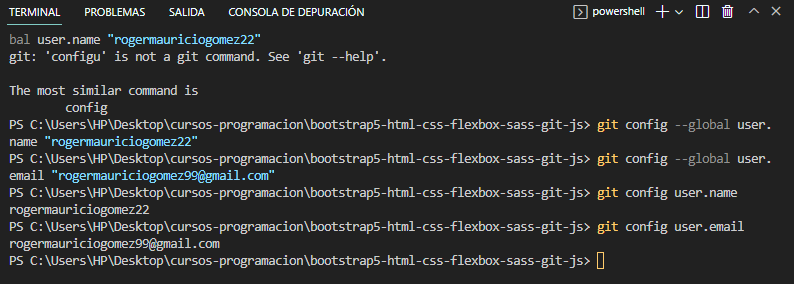 TERMINAL PROBLEMAS SALIDA CONSOLA DE DEPURACIÓN powershell
bal user.name "rogermauriciogomez22"
git: 'configu' is not a git command. See 'git --help'.
The most similar command is
config
PS C:\Users\HP\Desktop\cursos-programacion\bootstrap5-html-css-flexbox-sass-git-js> git config --global user.
name "rogermauriciogomez22"
PS C:\Users\HP\Desktop\cursos-programacion\bootstrap5-html-css-flexbox-sass-git-js> git config --global user.
email "rogermauriciogomez99@gmail.com"
PS C:\Users\HP\Desktop\cursos-programacion\bootstrap5-html-css-flexbox-sass-git-js> git config user.name
rogermauriciogomez22
PS C:\Users\HP\Desktop\cursos-programacion\bootstrap5-html-css-flexbox-sass-git-js> git config user.email
rogermauriciogomez99@gmail.com
PS C:\Users\HP\Desktop\cursos-programacion\bootstrap5-html-css-flexbox-sass-git-js>